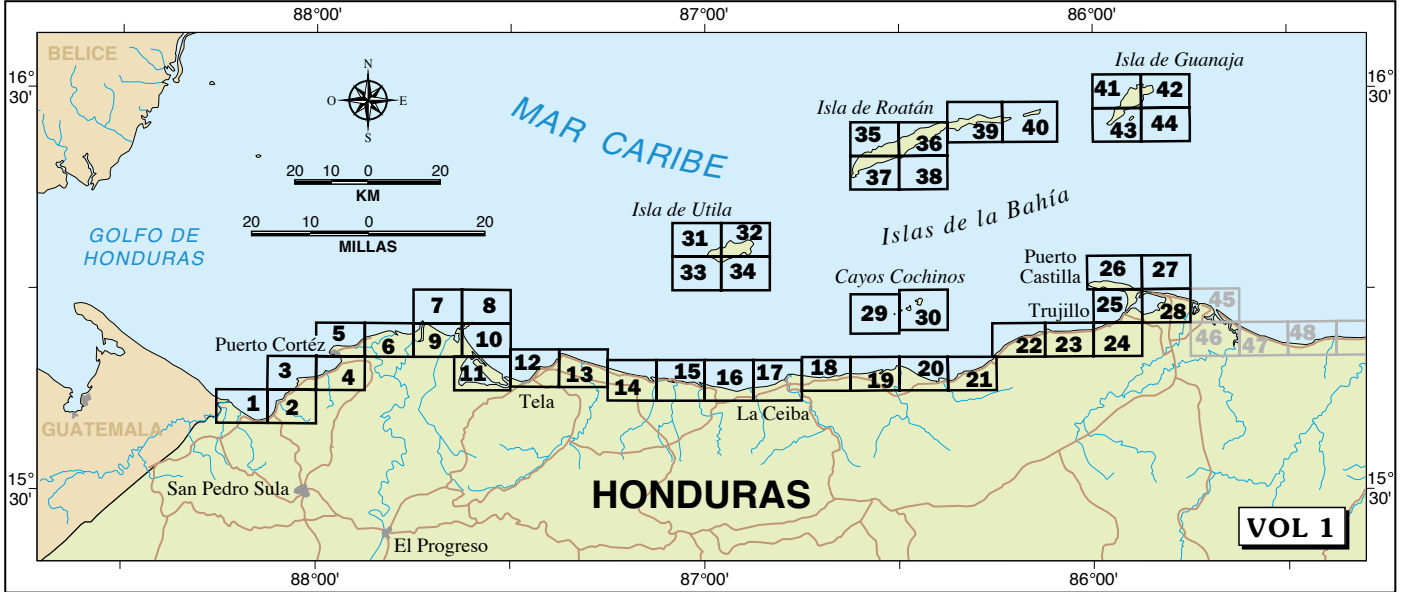 88°00'
87°00'
86°00'
BELICE
16°
30'
16°
30'
N
O
E
S
MAR CARIBE
Isla de Guanaja
41
42
43
44
Isla de Roatán
35
36
39
40
37
38
20
10
0
20
KM
20
10
0
20
MILLAS
GOLFO DE
HONDURAS
Isla de Utila
31
32
33
34
Islas de la Bahía
Cayos Cochinos
29
30
Puerto
Castilla
26
27
Trujillo
25
28
45
46
47
48
Puerto Cortéz
7
8
5
6
9
10
3
4
11
12
13
14
15
16
17
18
19
20
21
22
23
24
1
2
Tela
La Ceiba
GUATEMALA
15°
30'
15°
30'
San Pedro Sula
HONDURAS
El Progreso
VOL 1
88°00'
87°00'
86°00'